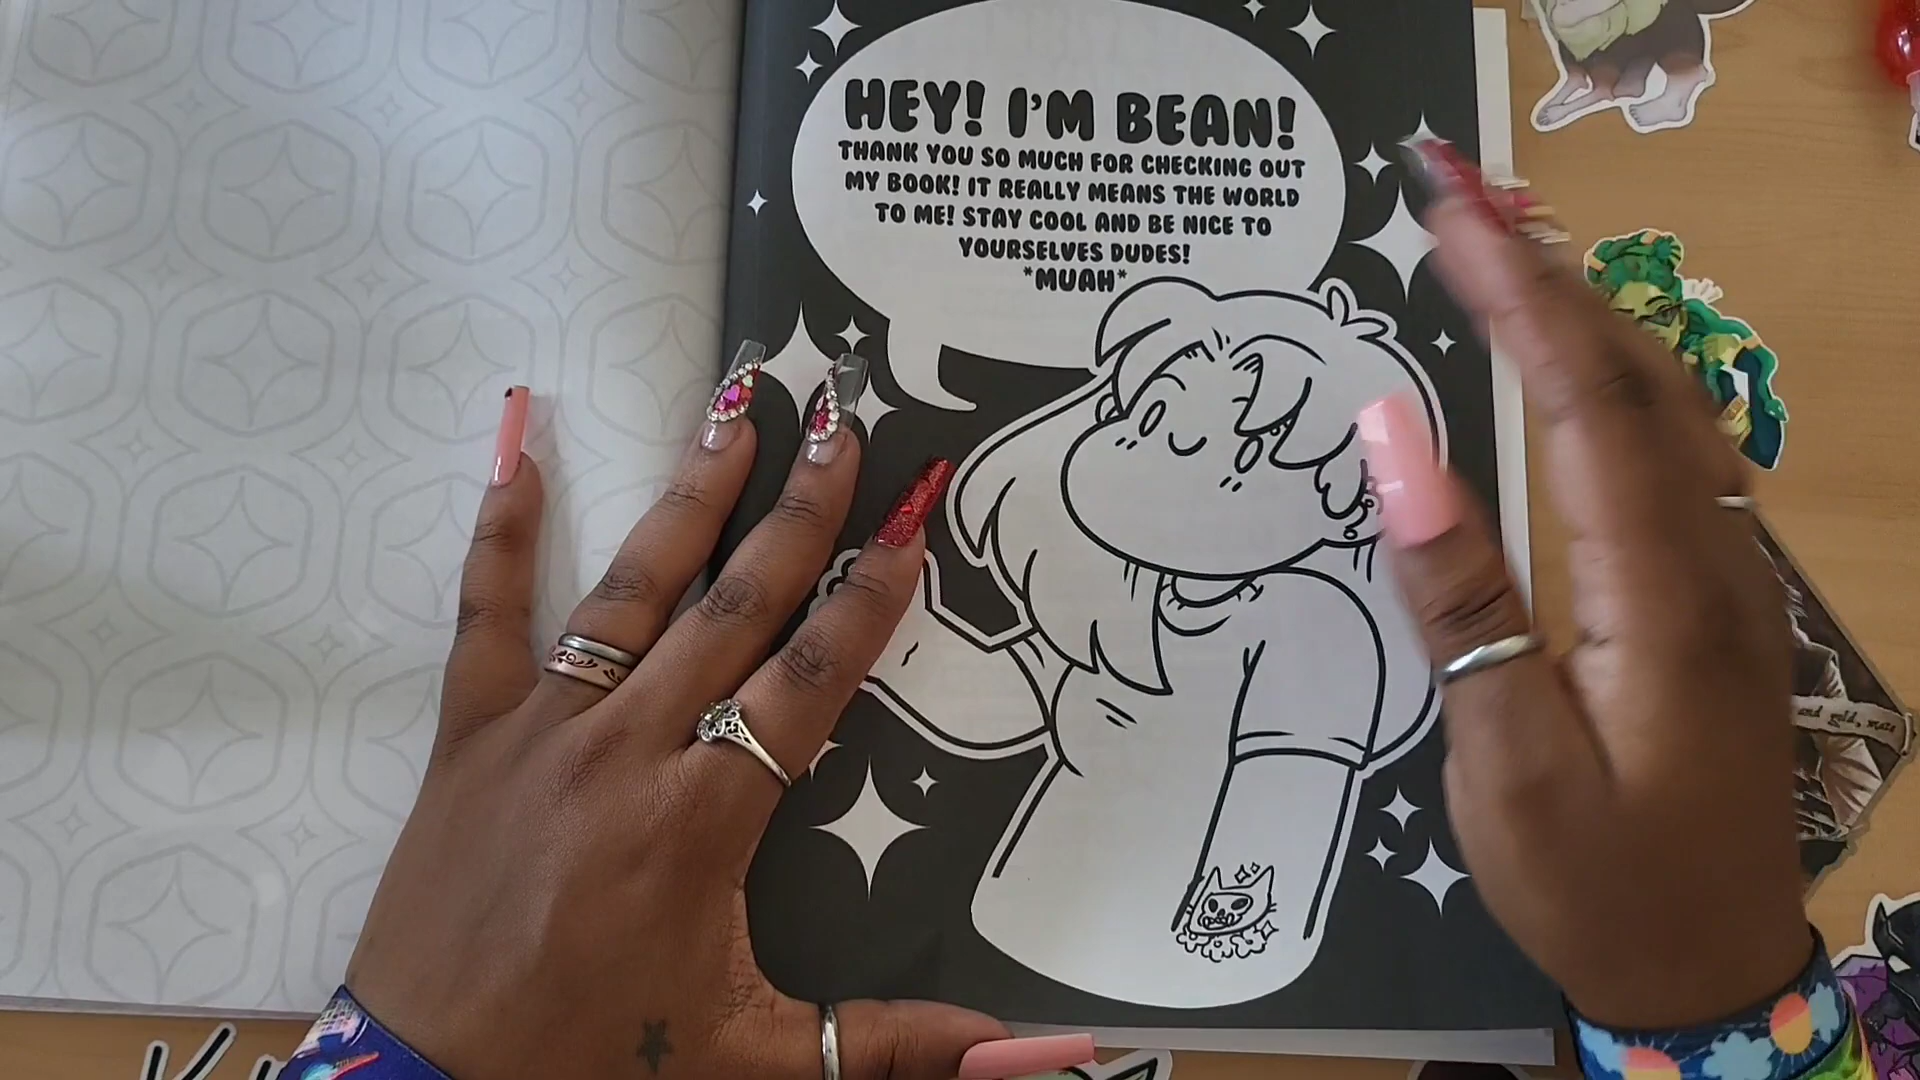 HEY! I'M BEAN!
THANK YOU SO MUCH FOR CHECKING OUT
MY BOOK! IT REALLY MEANS THE WORLD
TO ME! STAY COOL AND BE NICE TO
YOURSELVES DUDES!
*MUAH*
and gold, mate